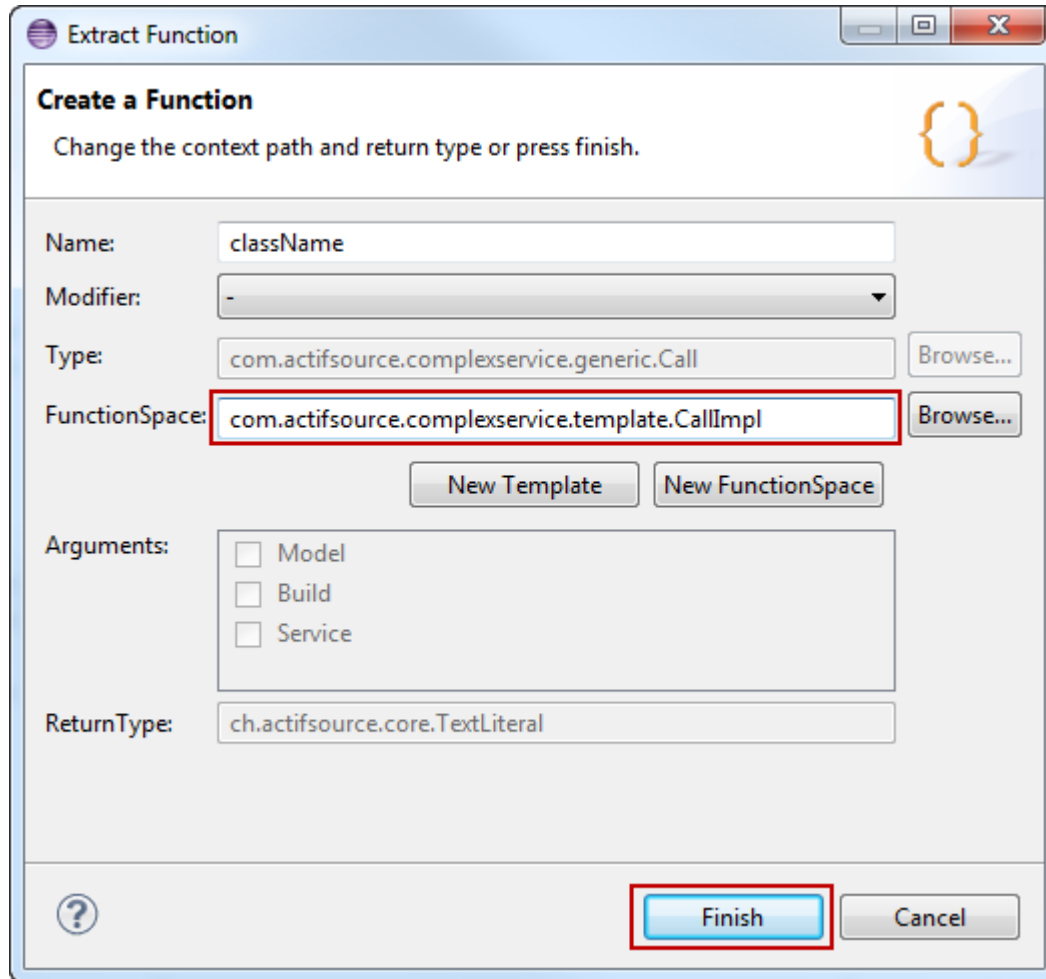 Extract Function
Create a Function
Change the context path and return type or press finish.
Name: className
Modifier: -
Type: com.actifsource.complexservice.generic.Call Browse...
FunctionSpace: com.actifsource.complexservice.template.CallImpl Browse...
New Template New FunctionSpace
Arguments: Model
Build
Service
ReturnType: ch.actifsource.core.TextLiteral
Finish Cancel